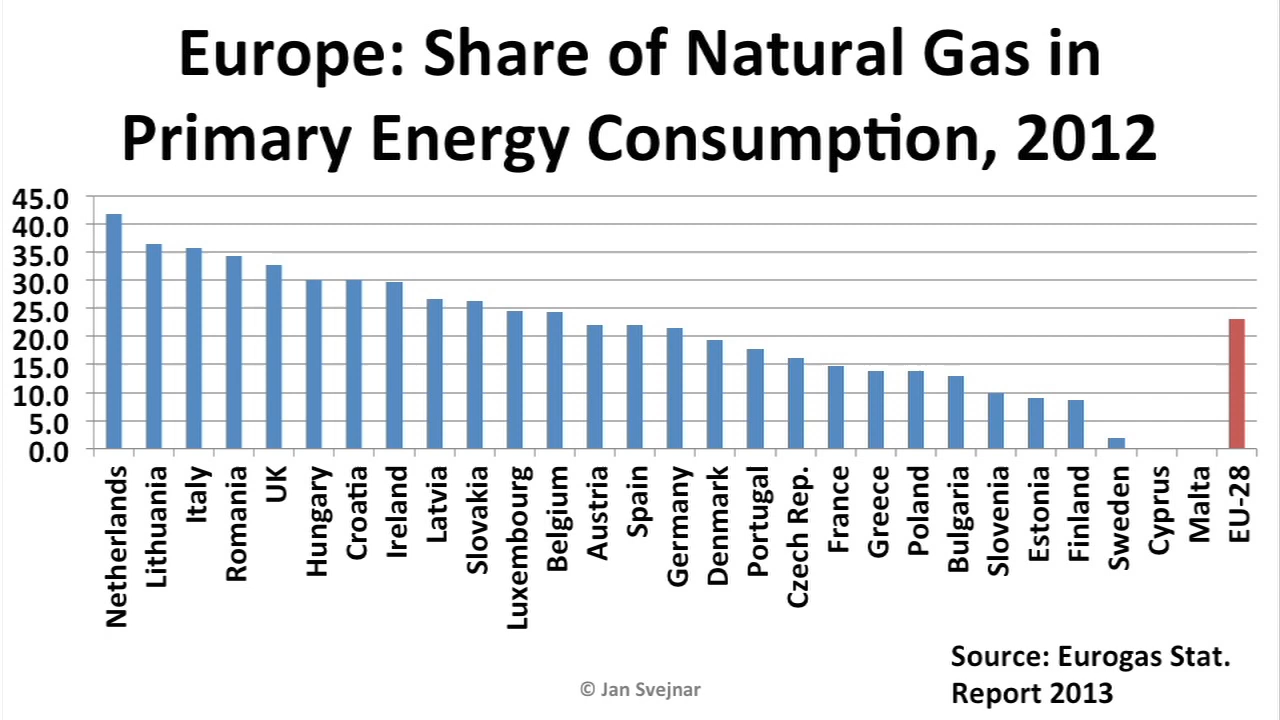 Europe: Share of Natural Gas in
Primary Energy Consumption, 2012
45.0
40.0
35.0
30.0
25.0
20.0
15.0
10.0
5.0
0.0
Netherlands
Lithuania
Italy
Romania
UK
Hungary
Croatia
Ireland
Latvia
Slovakia
Luxembourg
Belgium
Austria
Spain
Germany
Denmark
Portugal
Czech Rep.
France
Greece
Poland
Bulgaria
Slovenia
Estonia
Finland
Sweden
Cyprus
Malta
EU-28
Source: Eurogas Stat.
Report 2013
© Jan Svejnar